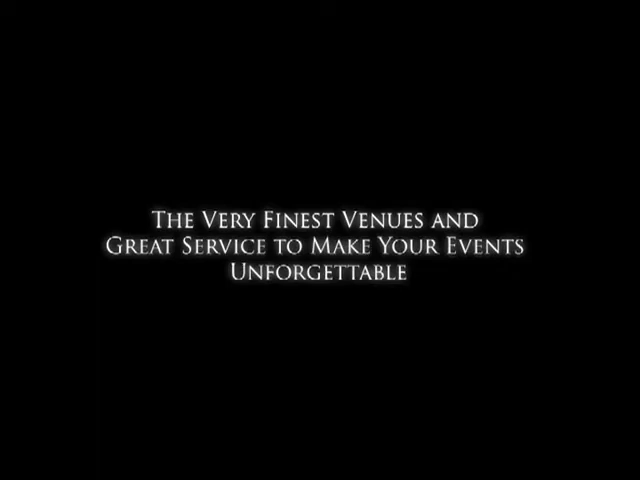 The Very Finest Venues and
Great Service to Make Your Events
Unforgettable